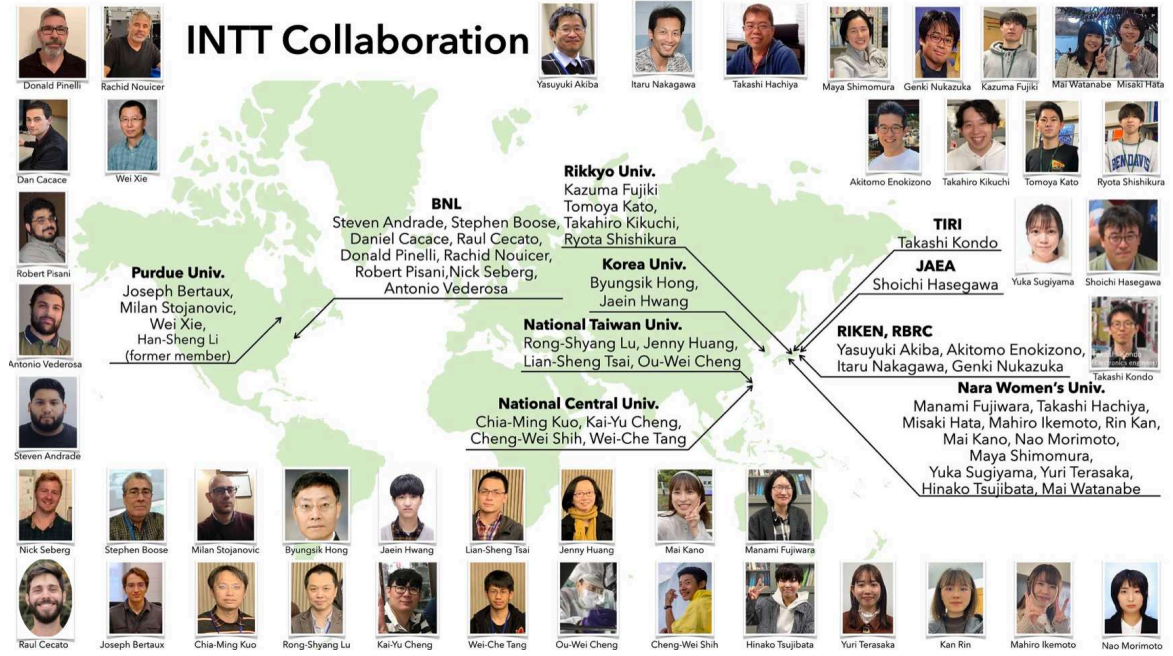 INTT Collaboration
Donald Pinelli
Rachid Nouicer
Yasuyuki Akiba
Itaru Nakagawa
Takashi Hachiya
Maya Shimomura
Genki Nukazuka
Kazuma Fujiki
Mai Watanabe
Misaki Hata
Dan Cacace
Wei Xie
Akitomo Enokizono
Takahiro Kikuchi
Tomoya Kato
Ryota Shishikura
BEN DAVIS
Robert Pisani
Antonio Vederosa
Steven Andrade
Yuka Sugiyama
Shoichi Hasegawa
Takashi Kondo
Purdue Univ.
Joseph Bertaux,
Milan Stojanovic,
Wei Xie,
Han-Sheng Li
(former member)
BNL
Steven Andrade, Stephen Boose,
Daniel Cacace, Raul Cecato,
Donald Pinelli, Rachid Nouicer,
Robert Pisani,Nick Seberg,
Antonio Vederosa
Rikkyo Univ.
Kazuma Fujiki
Tomoya Kato,
Takahiro Kikuchi,
Ryota Shishikura
Korea Univ.
Byungsik Hong,
Jaein Hwang
National Taiwan Univ.
Rong-Shyang Lu, Jenny Huang,
Lian-Sheng Tsai, Ou-Wei Cheng
National Central Univ.
Chia-Ming Kuo, Kai-Yu Cheng,
Cheng-Wei Shih, Wei-Che Tang
TIRI
Takashi Kondo
JAEA
Shoichi Hasegawa
RIKEN, RBRC
Yasuyuki Akiba, Akitomo Enokizono,
Itaru Nakagawa, Genki Nukazuka
Nara Women's Univ.
Manami Fujiwara, Takashi Hachiya,
Misaki Hata, Mahiro Ikemoto, Rin Kan,
Mai Kano, Nao Morimoto,
Maya Shimomura,
Yuka Sugiyama, Yuri Terasaka,
Hinako Tsujibata, Mai Watanabe
Nick Seberg
Stephen Boose
Milan Stojanovic
Byungsik Hong
Jaein Hwang
Lian-Sheng Tsai
Jenny Huang
Mai Kano
Manami Fujiwara
Raul Cecato
Joseph Bertaux
Chia-Ming Kuo
Rong-Shyang Lu
Kai-Yu Cheng
Wei-Che Tang
Ou-Wei Cheng
Cheng-Wei Shih
Hinako Tsujibata
Yuri Terasaka
Kan Rin
Mahiro Ikemoto
Nao Morimoto